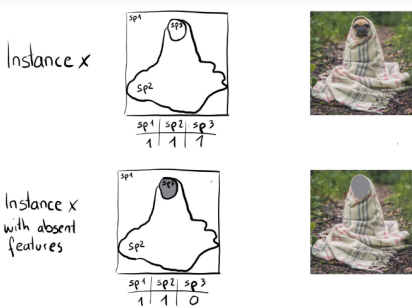 Instance x
sp1
sp3
sp2
sp1 sp2 sp3
1 1 1
Instance x
with absent
features
sp1
sp3
sp2
sp1 sp2 sp3
1 1 0